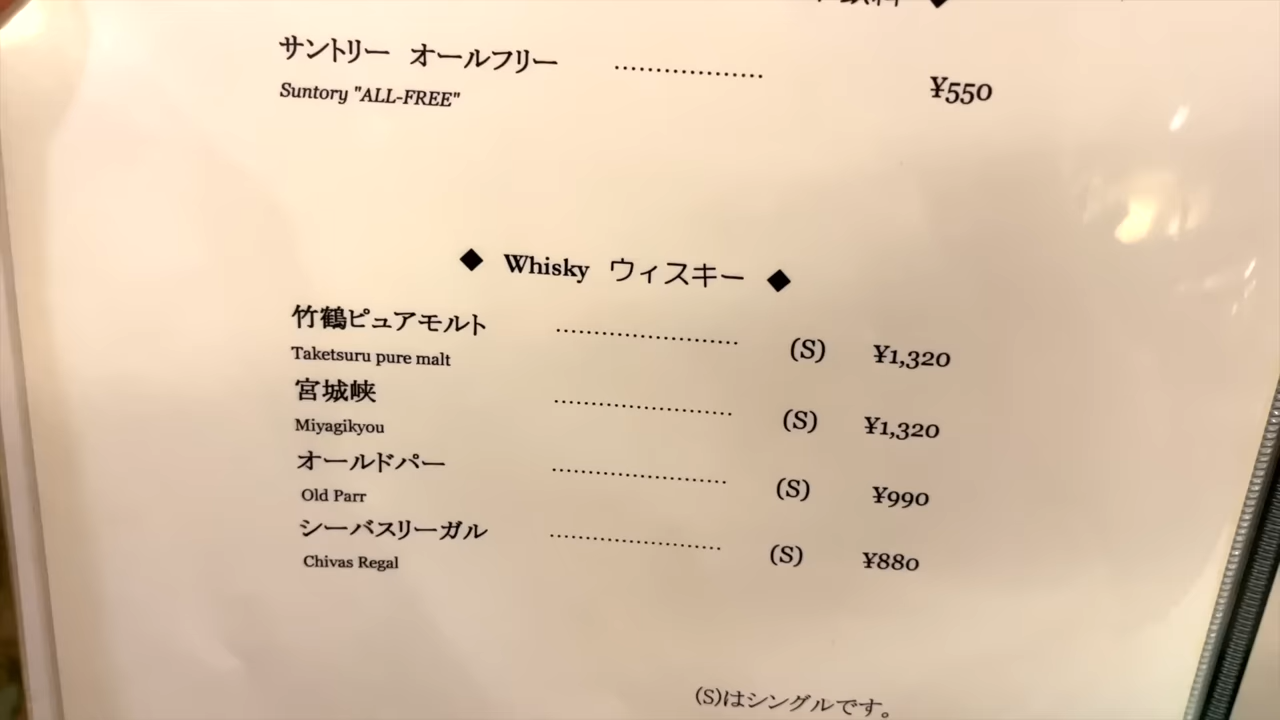 サントリー オールフリー .................. ¥550
Suntory "ALL-FREE"
◆ Whisky ウィスキー ◆
竹鶴ピュアモルト ...................... (S) ¥1,320
Taketsuru pure malt
宮城峡 ...................... (S) ¥1,320
Miyagikyou
オールドパー ...................... (S) ¥990
Old Parr
シーバスリーガル ...................... (S) ¥880
Chivas Regal
(S)はシングルです。